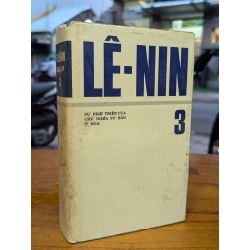 LÊ-NIN
SỰ PHÁT TRIỂN CỦA
CHỦ NGHĨA TƯ BẢN
Ở NGA
3